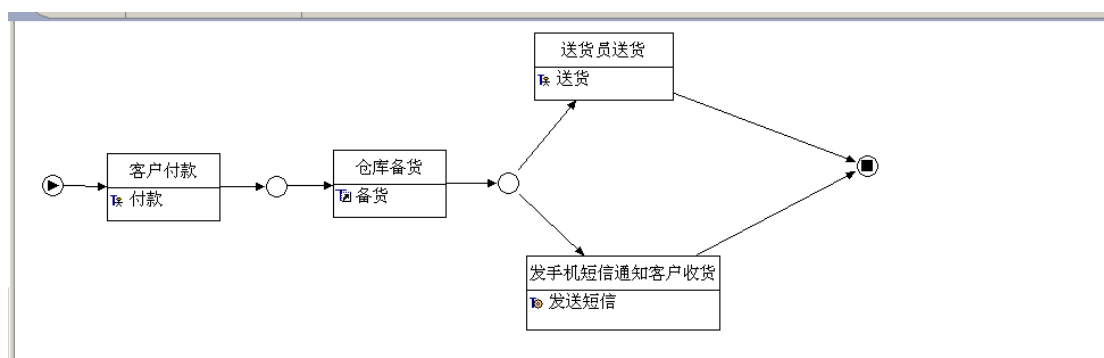 客户付款
付款
仓库备货
备货
送货员送货
送货
发手机短信通知客户收货
发送短信